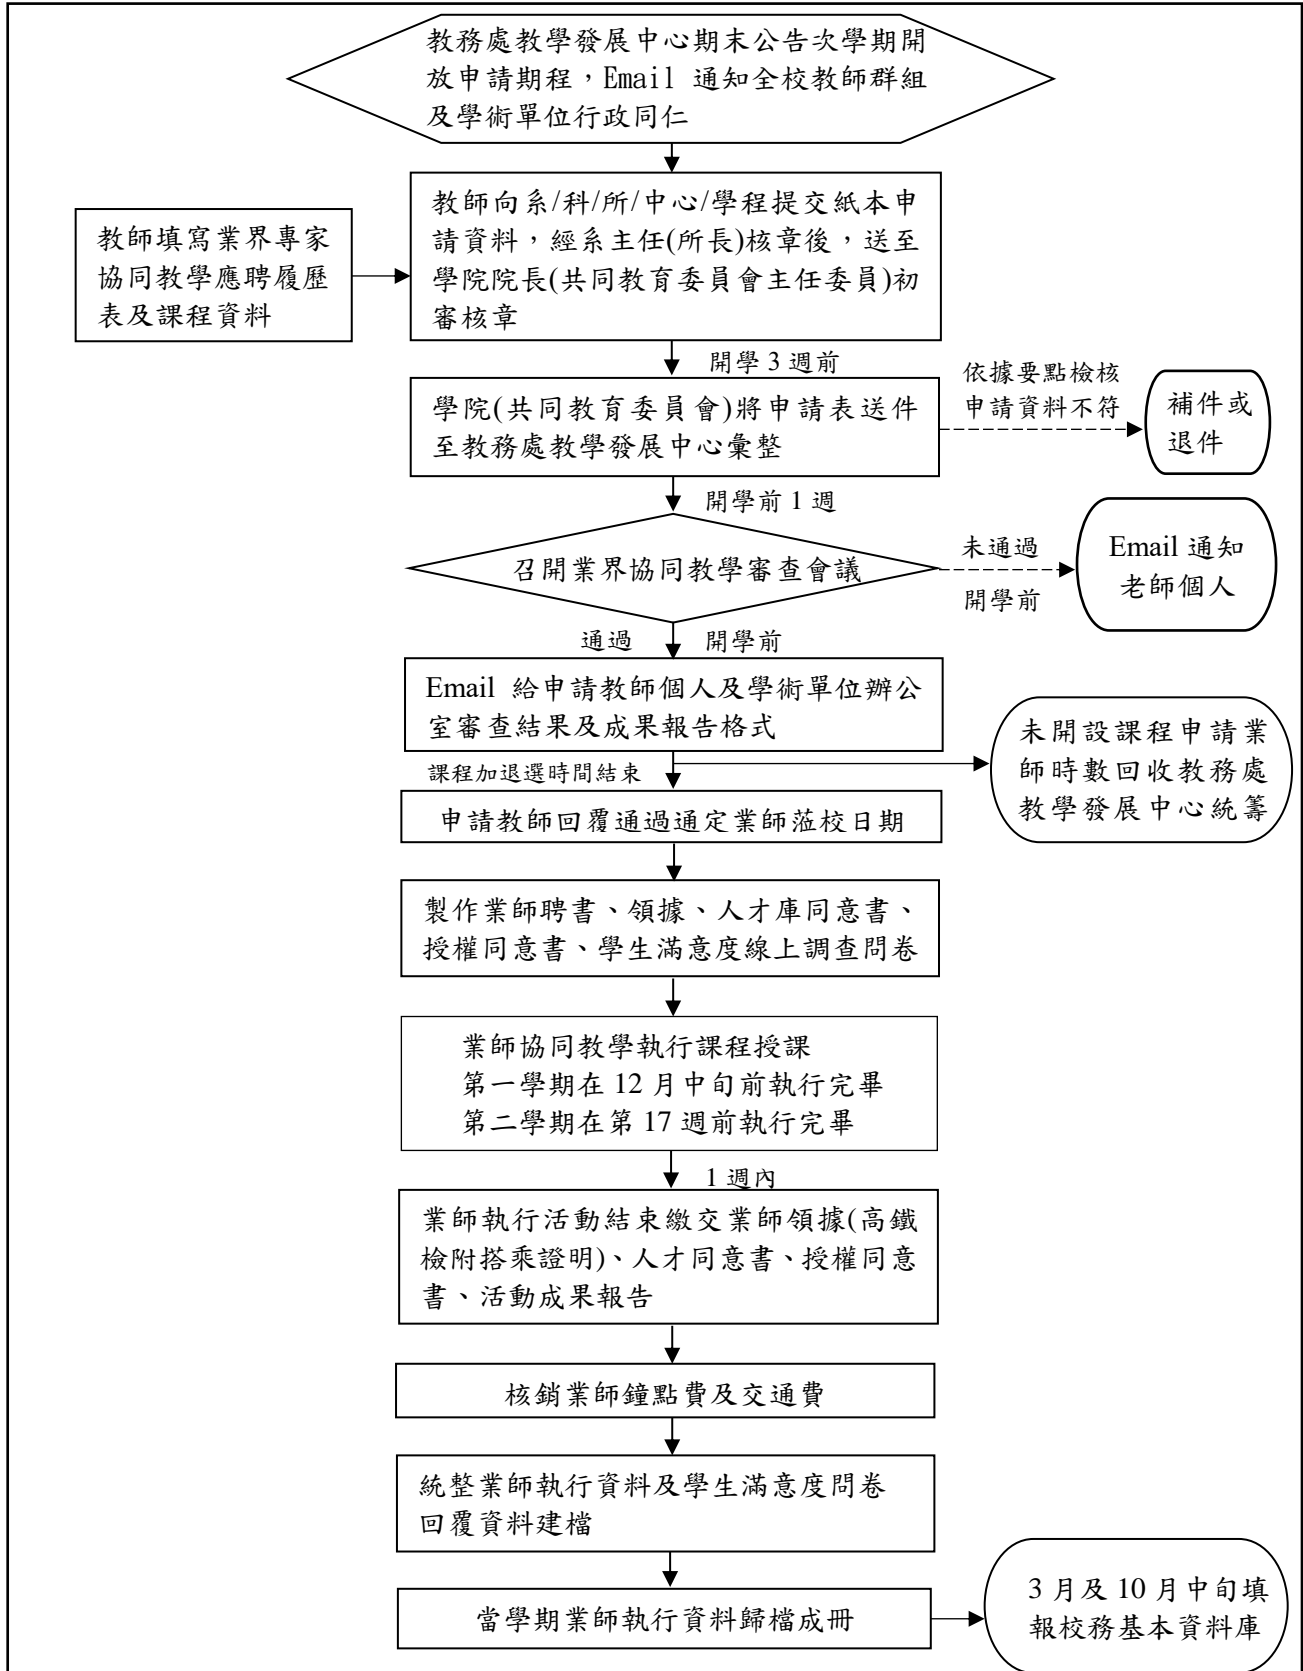 教務處教學發展中心期末公告次學期開
放申請期程，Email 通知全校教師群組
及學術單位行政同仁
教師填寫業界專家
協同教學應聘履歷
表及課程資料
教師向系/科/所/中心/學程提交紙本申
請資料，經系主任(所長)核章後，送至
學院院長(共同教育委員會主任委員)初
審核章
開學 3 週前
學院(共同教育委員會)將申請表送件
至教務處教學發展中心彙整
依據要點檢核
申請資料不符
補件或
退件
開學前 1 週
召開業界協同教學審查會議
未通過
開學前
Email 通知
老師個人
通過
開學前
Email 給申請教師個人及學術單位辦公
室審查結果及成果報告格式
課程加退選時間結束
未開設課程申請業
師時數回收教務處
教學發展中心統籌
申請教師回覆通過通定業師蒞校日期
製作業師聘書、領據、人才庫同意書、
授權同意書、學生滿意度線上調查問卷
業師協同教學執行課程授課
第一學期在 12 月中旬前執行完畢
第二學期在第 17 週前執行完畢
1 週內
業師執行活動結束繳交業師領據(高鐵
檢附搭乘證明)、人才同意書、授權同意
書、活動成果報告
核銷業師鐘點費及交通費
統整業師執行資料及學生滿意度問卷
回覆資料建檔
當學期業師執行資料歸檔成冊
3 月及 10 月中旬填
報校務基本資料庫